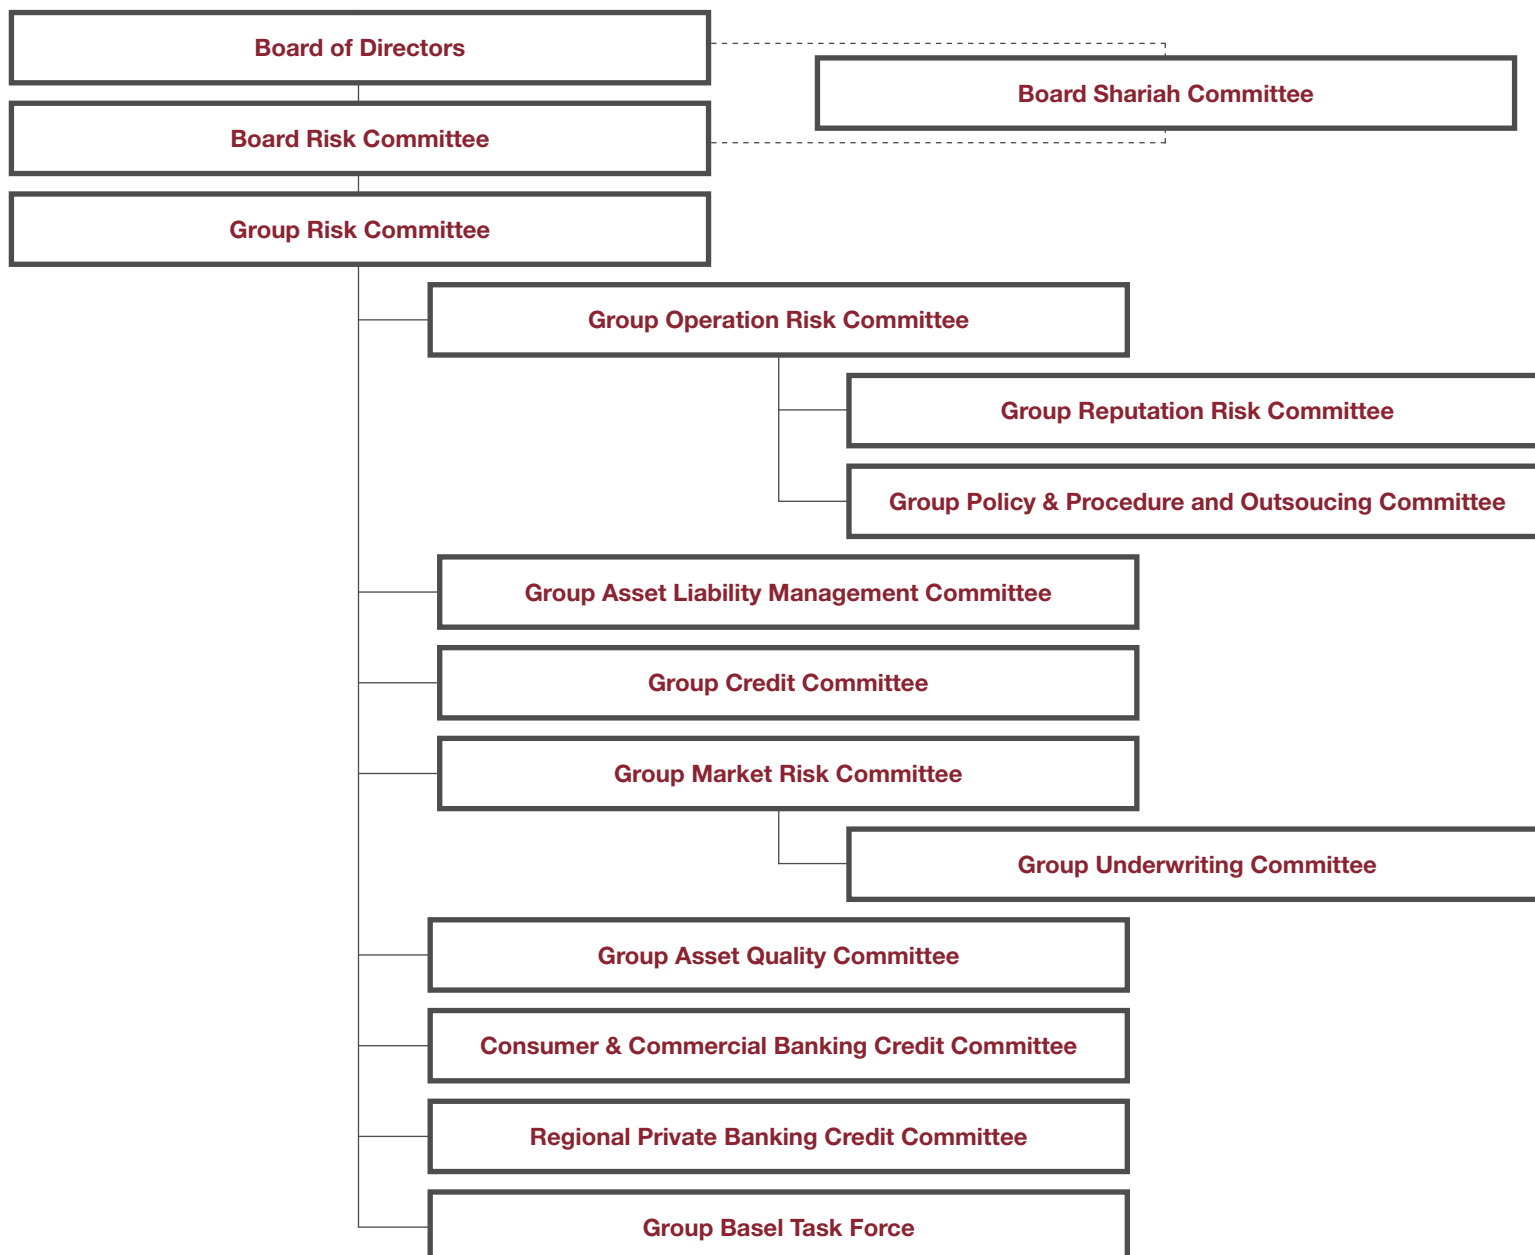 Board of Directors
Board Shariah Committee
Board Risk Committee
Group Risk Committee
Group Operation Risk Committee
Group Reputation Risk Committee
Group Policy & Procedure and Outsoucing Committee
Group Asset Liability Management Committee
Group Credit Committee
Group Market Risk Committee
Group Underwriting Committee
Group Asset Quality Committee
Consumer & Commercial Banking Credit Committee
Regional Private Banking Credit Committee
Group Basel Task Force